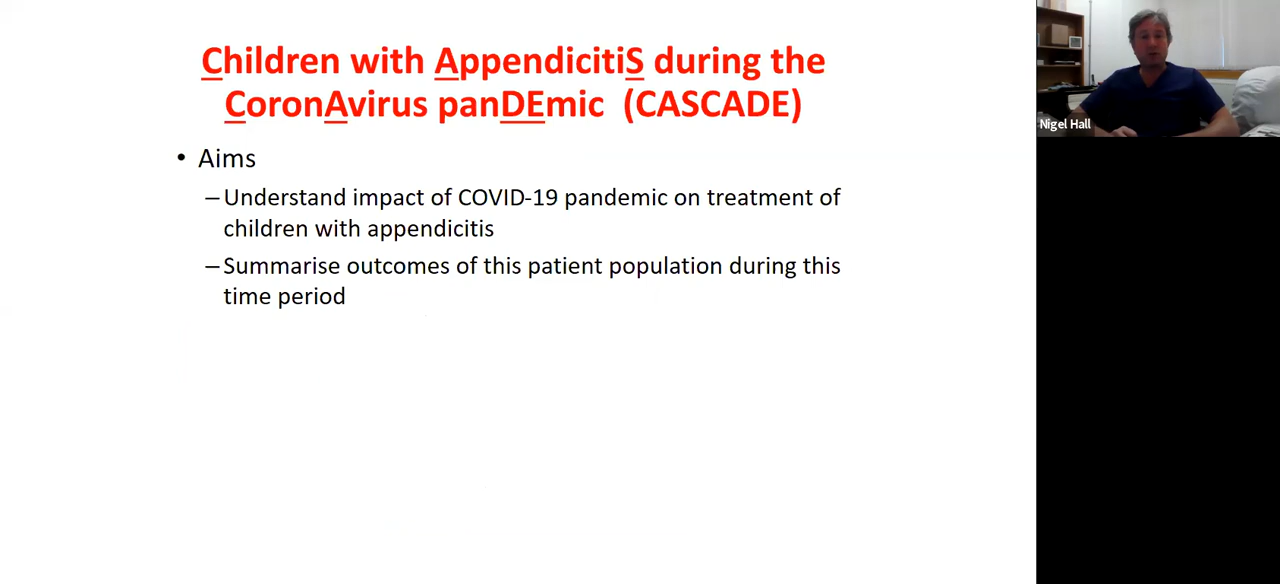 Children with AppendicitiS during the
CoronAvirus panDEmic (CASCADE)
• Aims
–Understand impact of COVID-19 pandemic on treatment of
children with appendicitis
–Summarise outcomes of this patient population during this
time period
Nigel Hall